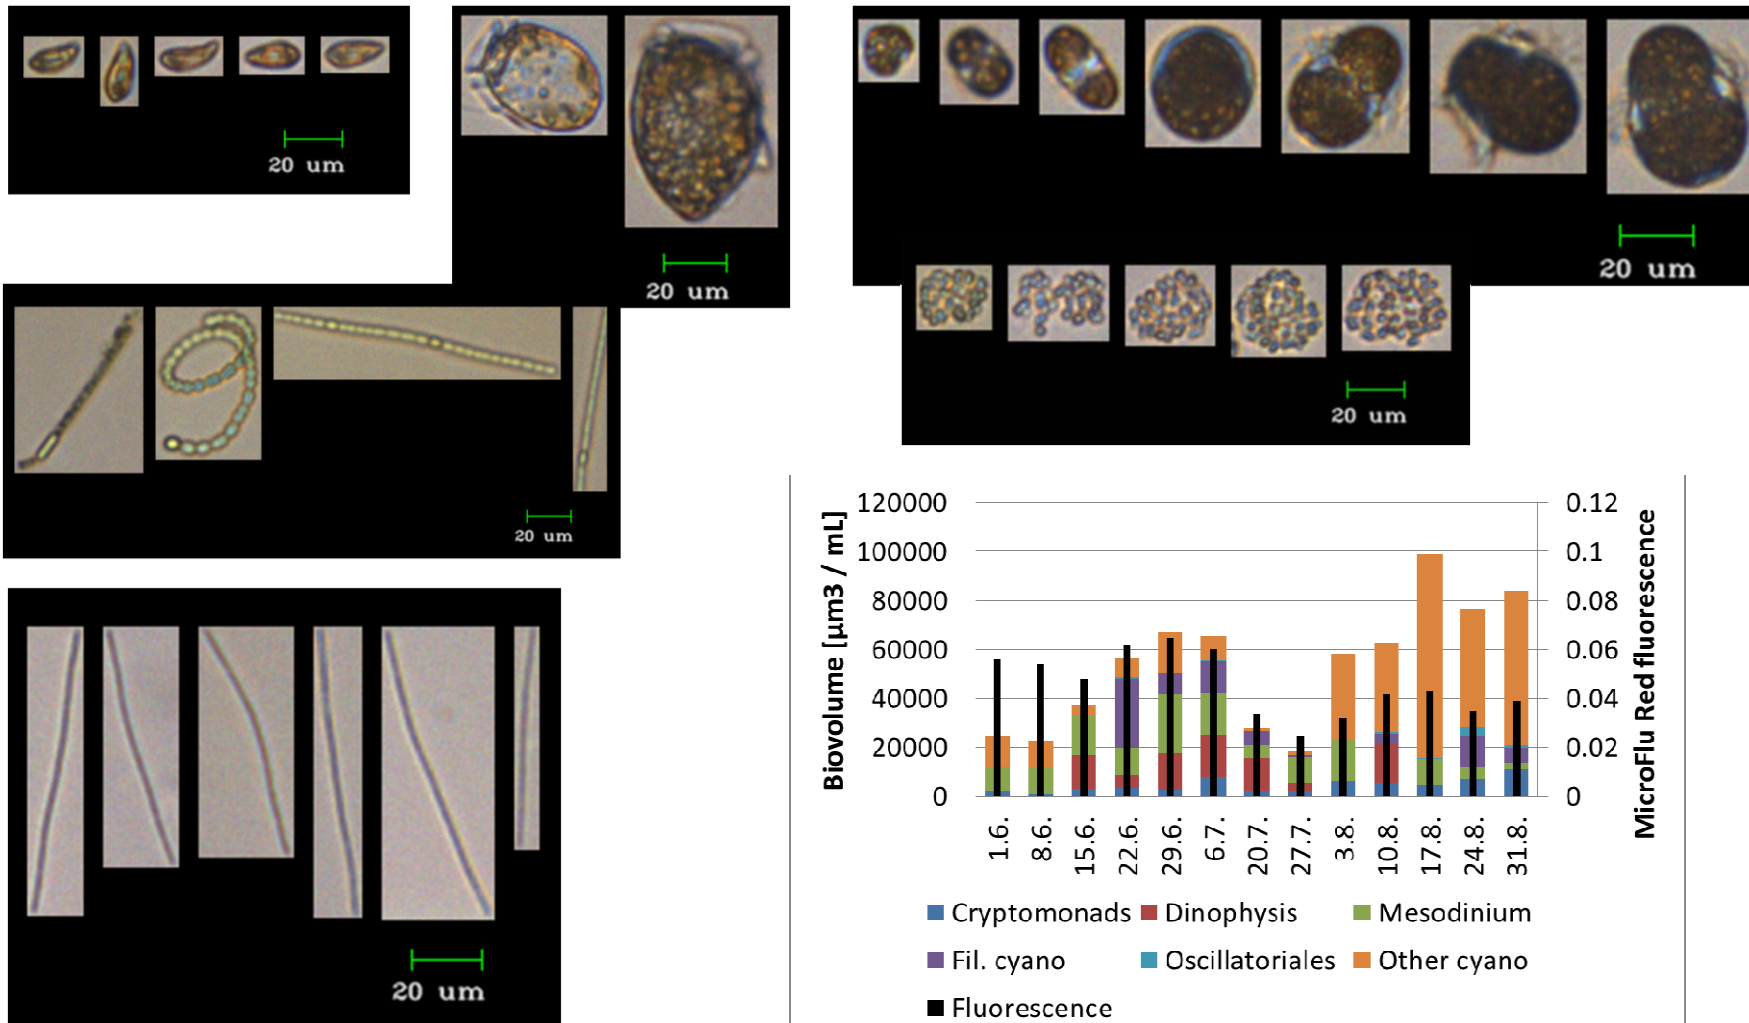 20 um
20 um
20 um
20 um
20 um
20 um
Biovolume [µm3 / mL]
120000
100000
80000
60000
40000
20000
0
0.12
0.1
0.08
0.06
0.04
0.02
0
MicroFlu Red fluorescence
1.6.
8.6.
15.6.
22.6.
29.6.
6.7.
20.7.
27.7.
3.8.
10.8.
17.8.
24.8.
31.8.
Cryptomonads Dinophysis Mesodinium
Fil. cyano Oscillatoriales Other cyano
Fluorescence